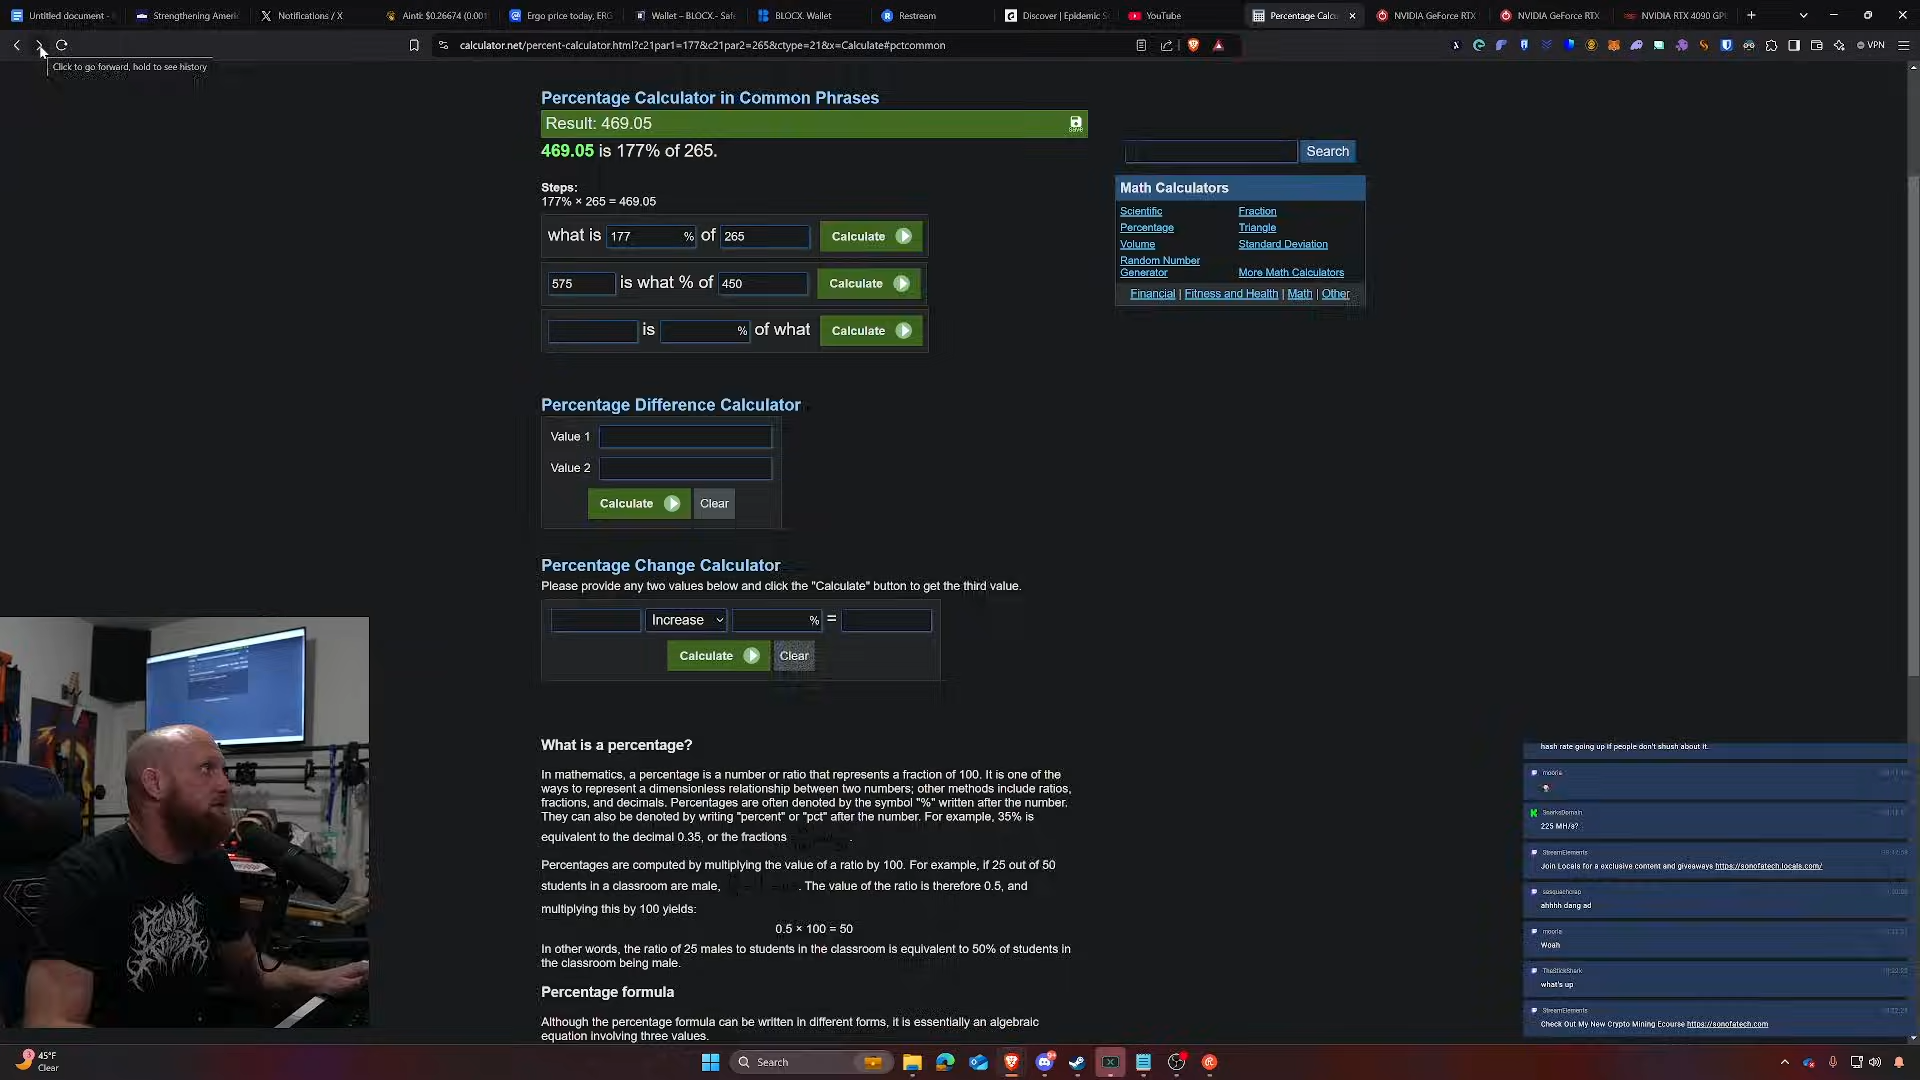 Untitled document -
Strengthening Ameri
Notifications / X
Ainti: $0.26674 (0.001
Ergo price today, ERG
Wallet – BLOCX.- Saf
BLOCX. Wallet
Restream
Discover | Epidemic S
YouTube
Percentage Calc
NVIDIA GeForce RTX
NVIDIA GeForce RTX
NVIDIA RTX 4090 GP
calculator.net/percent-calculator.html?c21par1=177&c21par2=265&ctype=21&x=Calculate#pctcommon
VPN
Click to go forward, hold to see history
Percentage Calculator in Common Phrases
Result: 469.05
save
469.05 is 177% of 265.
Steps:
177% × 265 = 469.05
what is 177 % of 265 Calculate
575 is what % of 450 Calculate
is % of what Calculate
Search
Math Calculators
Scientific Fraction
Percentage Triangle
Volume Standard Deviation
Random Number
Generator More Math Calculators
Financial | Fitness and Health | Math | Other
Percentage Difference Calculator
Value 1
Value 2
Calculate Clear
Percentage Change Calculator
Please provide any two values below and click the "Calculate" button to get the third value.
Increase % =
Calculate Clear
What is a percentage?
In mathematics, a percentage is a number or ratio that represents a fraction of 100. It is one of the
ways to represent a dimensionless relationship between two numbers; other methods include ratios,
fractions, and decimals. Percentages are often denoted by the symbol "%" written after the number.
They can also be denoted by writing "percent" or "pct" after the number. For example, 35% is
equivalent to the decimal 0.35, or the fractions .
Percentages are computed by multiplying the value of a ratio by 100. For example, if 25 out of 50
students in a classroom are male, . The value of the ratio is therefore 0.5, and
multiplying this by 100 yields:
0.5 × 100 = 50
In other words, the ratio of 25 males to students in the classroom is equivalent to 50% of students in
the classroom being male.
Percentage formula
Although the percentage formula can be written in different forms, it is essentially an algebraic
equation involving three values.
hash rate going up if people don't shush about it.
mooria
SnarksDomain
225 MH/s?
StreamElements
Join Locals for a exclusive content and giveaways https://sonofatech.locals.com/
sasquachcrap
ahhhh dang ad
mooria
Woah
TheStickShark
what's up
StreamElements
Check Out My New Crypto Mining Ecourse https://sonofatech.com
45°F
Clear
Search